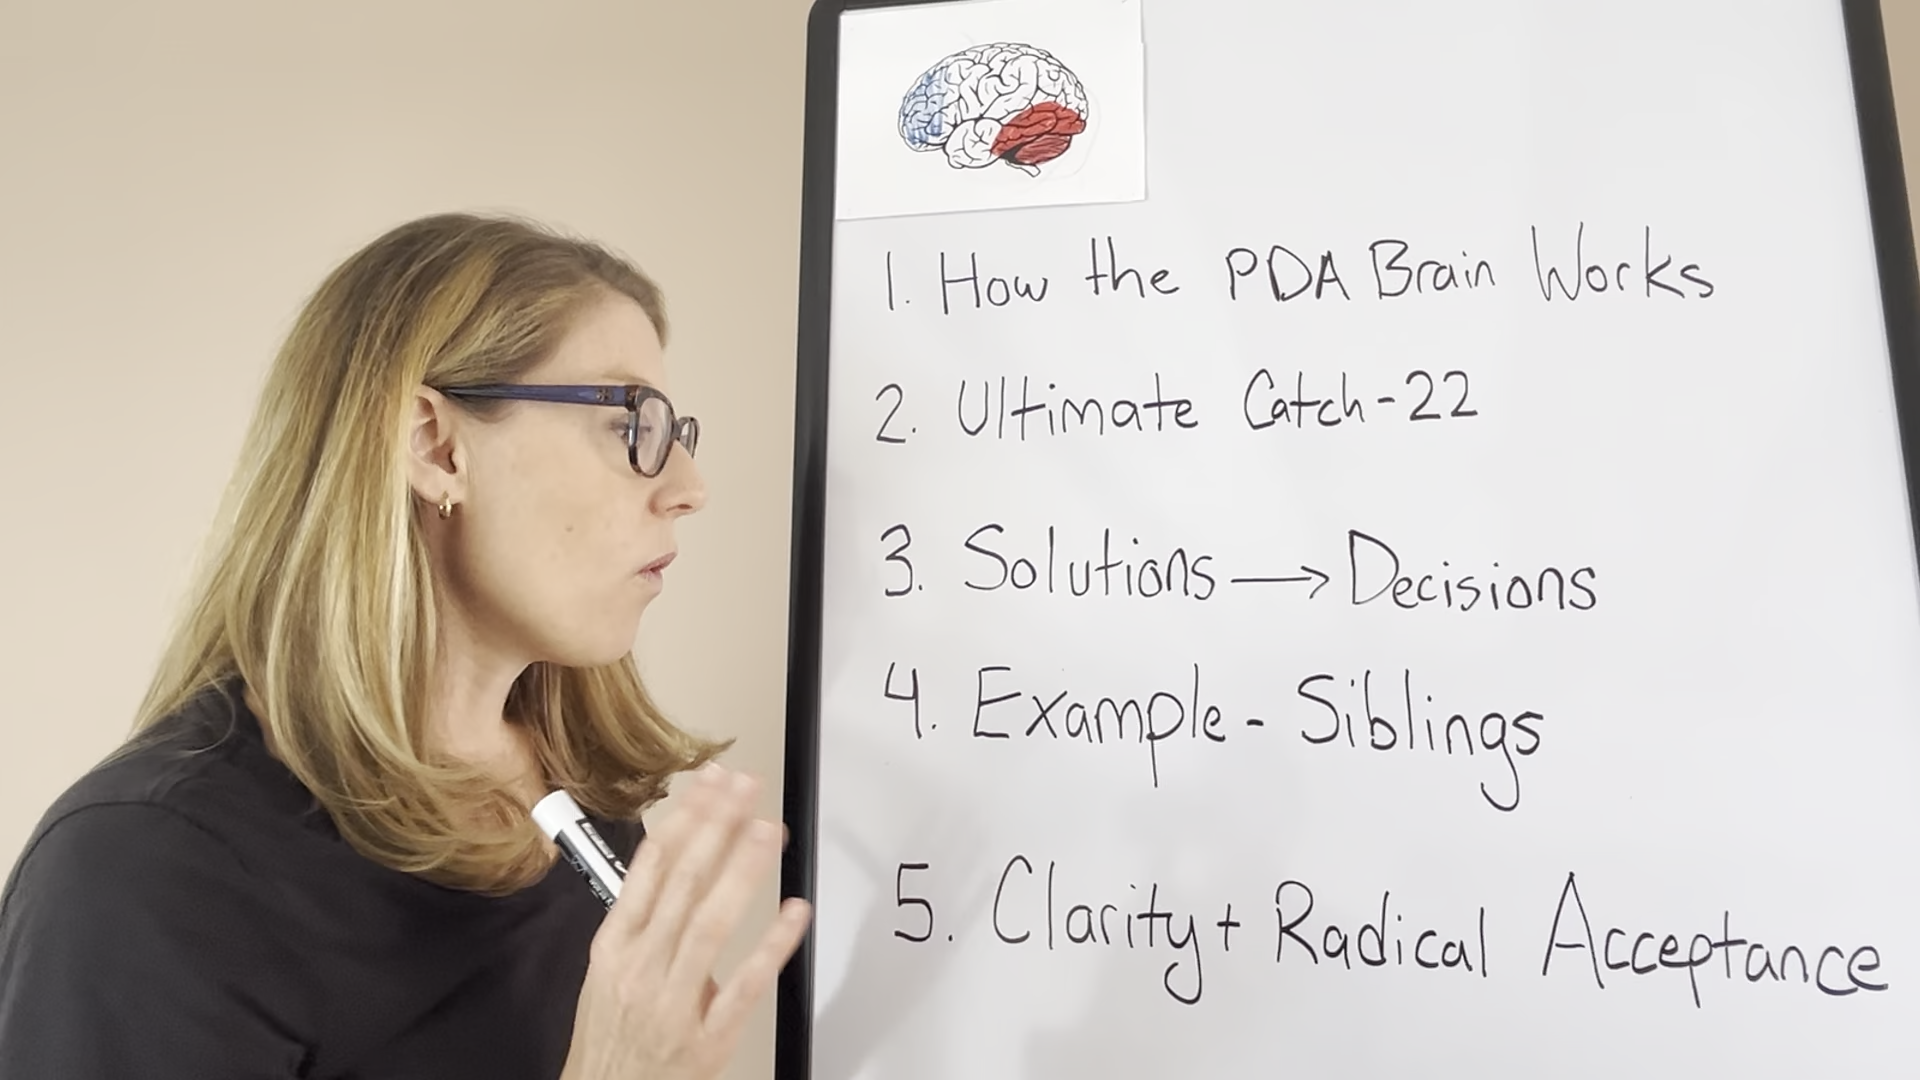 1. How the PDA Brain Works
2. Ultimate Catch-22
3. Solutions → Decisions
4. Example - Siblings
5. Clarity + Radical Acceptance